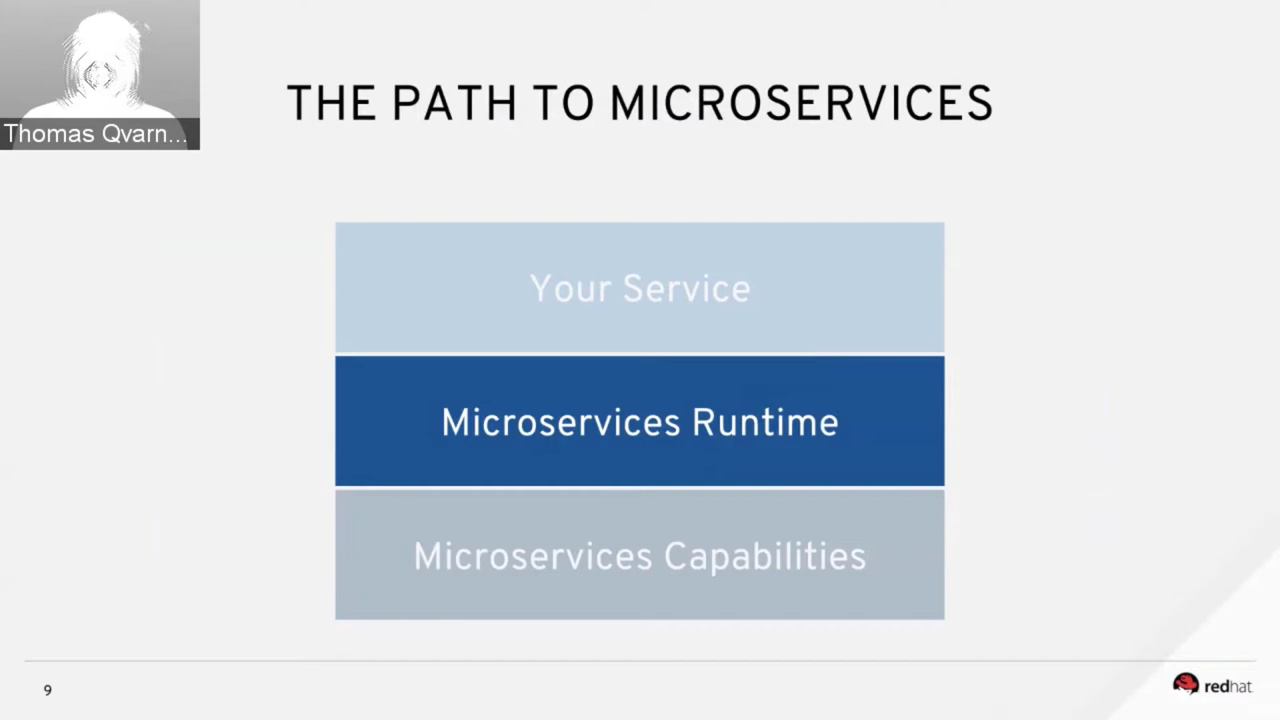 THE PATH TO MICROSERVICES
Thomas Qvarn...
Your Service
Microservices Runtime
Microservices Capabilities
9
redhat